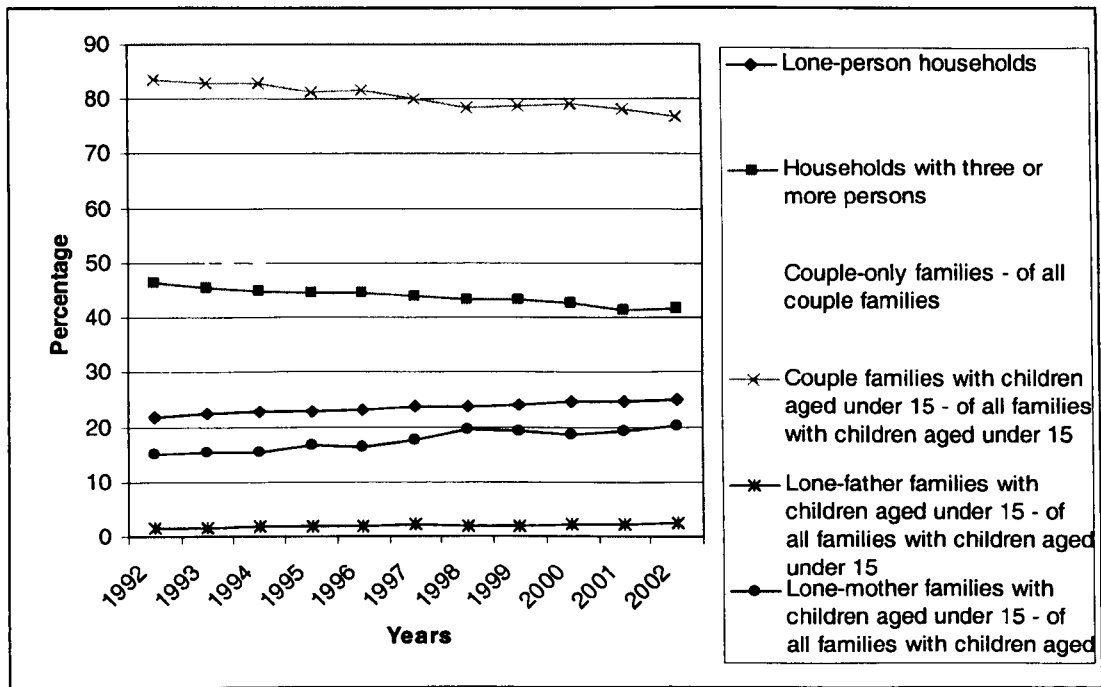 90
80
70
60
50
40
30
20
10
0
Percentage
1992
1993
1994
1995
1996
1997
1998
1999
2000
2001
2002
Years
Lone-person households
Households with three or
more persons
Couple-only families - of all
couple families
Couple families with children
aged under 15 - of all families
with children aged under 15
Lone-father families with
children aged under 15 - of
all families with children aged
under 15
Lone-mother families with
children aged under 15 - of
all families with children aged